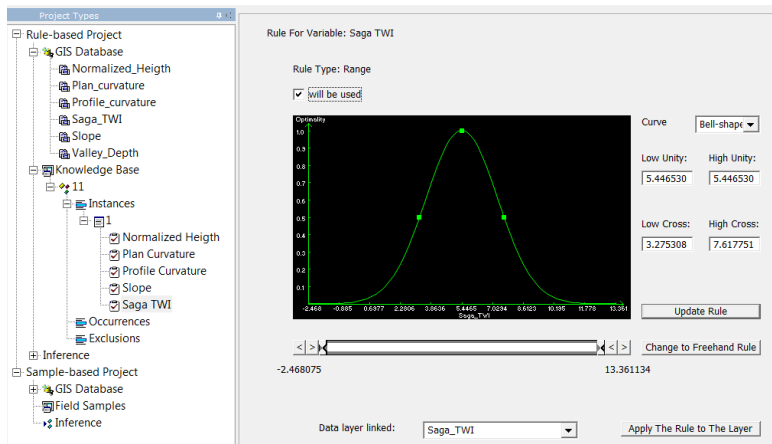 Project Types
Rule-based Project
GIS Database
Normalized_Heigth
Plan_curvature
Profile_curvature
Saga_TWI
Slope
Valley_Depth
Knowledge Base
11
Instances
1
Normalized Heigth
Plan Curvature
Profile Curvature
Slope
Saga TWI
Occurrences
Exclusions
Inference
Sample-based Project
GIS Database
Field Samples
Inference
Rule For Variable: Saga TWI
Rule Type: Range
will be used
Optimality
1.0
0.9
0.8
0.7
0.6
0.5
0.4
0.3
0.2
0.1
-2.468 -0.885 0.6977 2.2806 3.8636 5.4465 7.0294 8.6123 10.195 11.778 13.361
Saga_TWI
Curve Bell-shape
Low Unity: High Unity:
5.446530 5.446530
Low Cross: High Cross:
3.275308 7.617751
Update Rule
< > < > Change to Freehand Rule
-2.468075 13.361134
Data layer linked: Saga_TWI Apply The Rule to The Layer